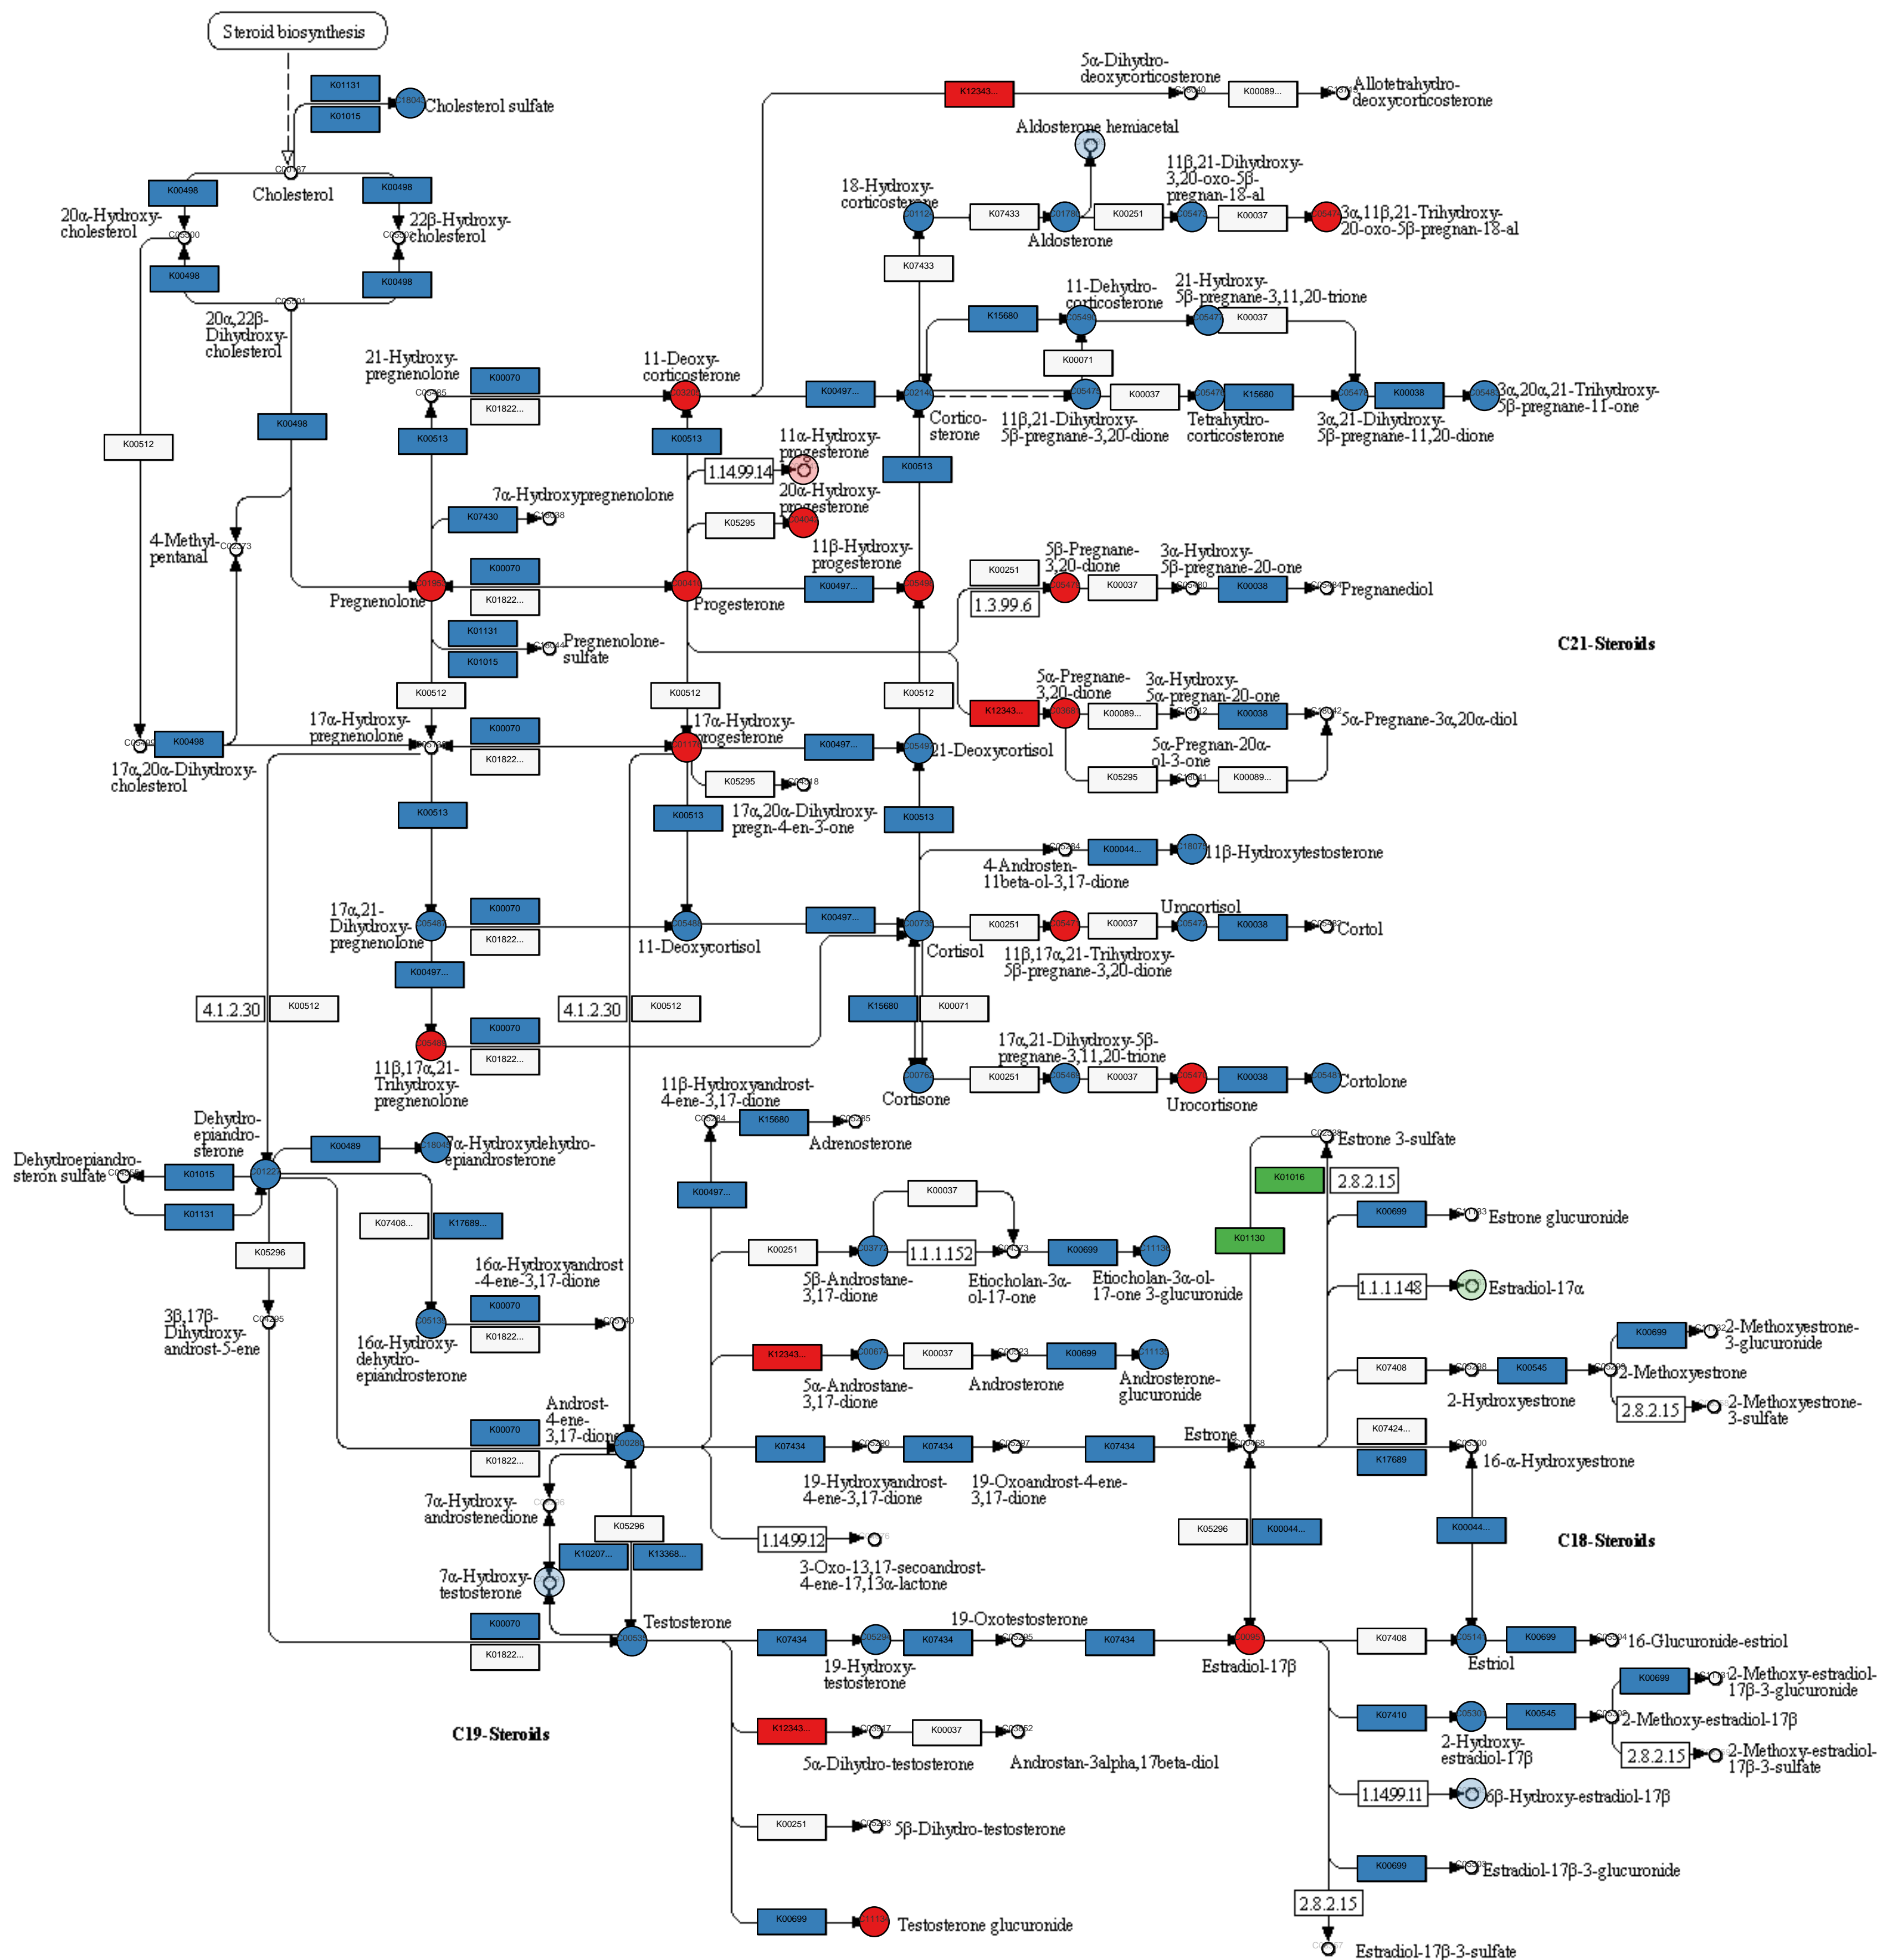 Steroid biosynthesis
K01131
Cholesterol sulfate
K01015
5α-Dihydro-
deoxycorticosterone
K12343...
K00089...
Allotetrahydro-
deoxycorticosterone
Aldosterone hemiacetal
Cholesterol
K00498
K00498
20α-Hydroxy-
cholesterol
22β-Hydroxy-
cholesterol
K00498
K00498
18-Hydroxy-
corticosterone
K07433
Aldosterone
K00251
11β,21-Dihydroxy-
3,20-oxo-5β-
pregnan-18-al
K00037
3α,11β,21-Trihydroxy-
20-oxo-5β-pregnan-18-al
K07433
20α,22β-
Dihydroxy-
cholesterol
K15680
11-Dehydro-
corticosterone
21-Hydroxy-
5β-pregnane-3,11,20-trione
K00037
K00071
21-Hydroxy-
pregnenolone
K00070
K01822...
11-Deoxy-
corticosterone
K00497...
Cortico-
sterone
11β,21-Dihydroxy-
5β-pregnane-3,20-dione
K00037
Tetrahydro-
corticosterone
K15680
3α,21-Dihydroxy-
5β-pregnane-11,20-dione
K00038
3α,20α,21-Trihydroxy-
5β-pregnane-11-one
K00512
K00498
K00513
K00513
K00513
1.14.99.14
11α-Hydroxy-
progesterone
K05295
20α-Hydroxy-
progesterone
K07430
7α-Hydroxypregnenolone
4-Methyl-
pentanal
Pregnenolone
K00070
K01822...
Progesterone
K00497...
11β-Hydroxy-
progesterone
K00251
1.3.99.6
5β-Pregnane-
3,20-dione
K00037
3α-Hydroxy-
5β-pregnane-20-one
K00038
Pregnanediol
K01131
K01015
Pregnenolone-
sulfate
C21-Steroids
K00512
K00512
K00512
K12343...
5α-Pregnane-
3,20-dione
K00089...
3α-Hydroxy-
5α-pregnan-20-one
K00038
5α-Pregnane-3α,20α-diol
K05295
5α-Pregnan-20α-
ol-3-one
K00089...
K00498
17α,20α-Dihydroxy-
cholesterol
17α-Hydroxy-
pregnenolone
K00070
K01822...
17α-Hydroxy-
progesterone
K00497...
21-Deoxycortisol
K05295
17α,20α-Dihydroxy-
pregn-4-en-3-one
K00513
K00513
K00513
4-Androsten-
11beta-ol-3,17-dione
K00044...
11β-Hydroxytestosterone
17α,21-
Dihydroxy-
pregnenolone
K00070
K01822...
11-Deoxycortisol
K00497...
Cortisol
K00251
11β,17α,21-Trihydroxy-
5β-pregnane-3,20-dione
K00037
Urocortisol
K00038
Cortol
K00497...
4.1.2.30
K00512
4.1.2.30
K00512
K15680
K00071
K00070
K01822...
11β,17α,21-
Trihydroxy-
pregnenolone
Cortisone
K00251
17α,21-Dihydroxy-5β-
pregnane-3,11,20-trione
K00037
Urocortisone
K00038
Cortolone
11β-Hydroxyandrost-
4-ene-3,17-dione
K15680
Adrenosterone
Dehydro-
epiandro-
sterone
K00489
7α-Hydroxydehydro-
epiandrosterone
Dehydroepiandro-
steron sulfate
K01015
K01131
K07408...
K17689...
K05296
K00497...
Estrone 3-sulfate
K01016
2.8.2.15
K01130
K00699
Estrone glucuronide
K00037
K00251
5β-Androstane-
3,17-dione
1.1.1.152
Etiocholan-3α-
ol-17-one
K00699
Etiocholan-3α-ol-
17-one 3-glucuronide
1.1.1.148
Estradiol-17α
3β,17β-
Dihydroxy-
androst-5-ene
16α-Hydroxyandrost
-4-ene-3,17-dione
K00070
K01822...
16α-Hydroxy-
dehydro-
epiandrosterone
K12343...
5α-Androstane-
3,17-dione
K00037
Androsterone
K00699
Androsterone-
glucuronide
K07408
2-Hydroxyestrone
K00545
2-Methoxyestrone
K00699
2-Methoxyestrone-
3-glucuronide
2.8.2.15
2-Methoxyestrone-
3-sulfate
Androst-
4-ene-
3,17-dione
K00070
K01822...
K07434
19-Hydroxyandrost-
4-ene-3,17-dione
K07434
19-Oxoandrost-4-ene-
3,17-dione
K07434
Estrone
K07424...
K17689
16-α-Hydroxyestrone
7α-Hydroxy-
androstenedione
K05296
K10207...
K13368...
1.14.99.12
3-Oxo-13,17-secoandrost-
4-ene-17,13α-lactone
K05296
K00044...
K00044...
C18-Steroids
7α-Hydroxy-
testosterone
K00070
K01822...
Testosterone
K07434
19-Hydroxy-
testosterone
K07434
19-Oxotestosterone
K07434
Estradiol-17β
K07408
Estriol
K00699
16-Glucuronide-estriol
K07410
2-Hydroxy-
estradiol-17β
K00545
2-Methoxy-estradiol-17β
K00699
2-Methoxy-estradiol-
17β-3-glucuronide
2.8.2.15
2-Methoxy-estradiol-
17β-3-sulfate
C19-Steroids
K12343...
5α-Dihydro-testosterone
K00037
Androstan-3alpha,17beta-diol
1.14.99.11
6β-Hydroxy-estradiol-17β
K00251
5β-Dihydro-testosterone
K00699
Estradiol-17β-3-glucuronide
K00699
Testosterone glucuronide
2.8.2.15
Estradiol-17β-3-sulfate